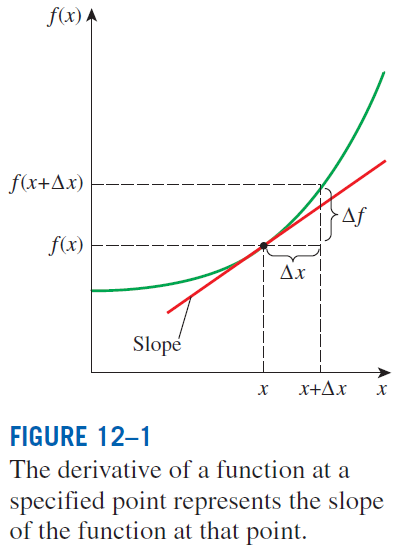 f(x)
f(x+Δx)
f(x)
Δf
Δx
Slope
x x+Δx x
FIGURE 12–1
The derivative of a function at a
specified point represents the slope
of the function at that point.